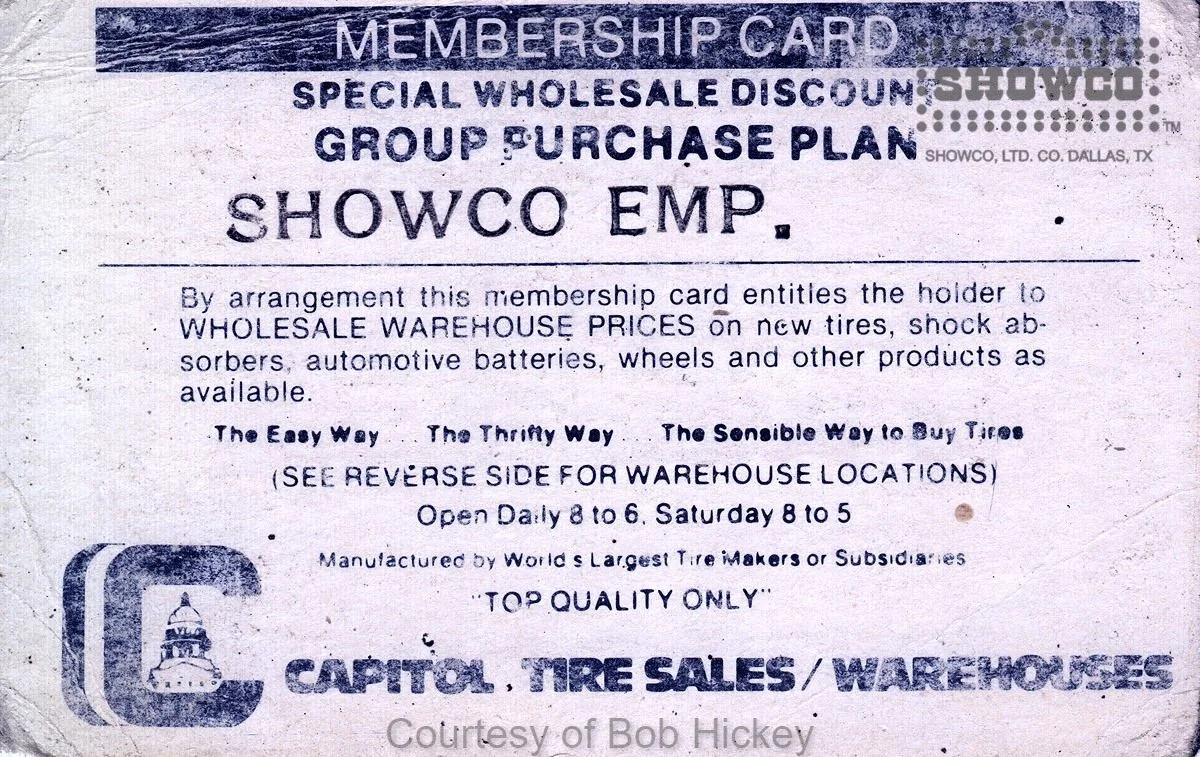 MEMBERSHIP CARD
SPECIAL WHOLESALE DISCOUNT
GROUP PURCHASE PLAN
SHOWCO
TM
SHOWCO, LTD. CO. DALLAS, TX
SHOWCO EMP.
By arrangement this membership card entitles the holder to
WHOLESALE WAREHOUSE PRICES on new tires, shock ab-
sorbers, automotive batteries, wheels and other products as
available.
The Easy Way . . . The Thrifty Way . . . The Sensible Way to Buy Tires
(SEE REVERSE SIDE FOR WAREHOUSE LOCATIONS)
Open Daily 8 to 6, Saturday 8 to 5
Manufactured by World's Largest Tire Makers or Subsidiaries
"TOP QUALITY ONLY"
CAPITOL TIRE SALES/WAREHOUSES
Courtesy of Bob Hickey